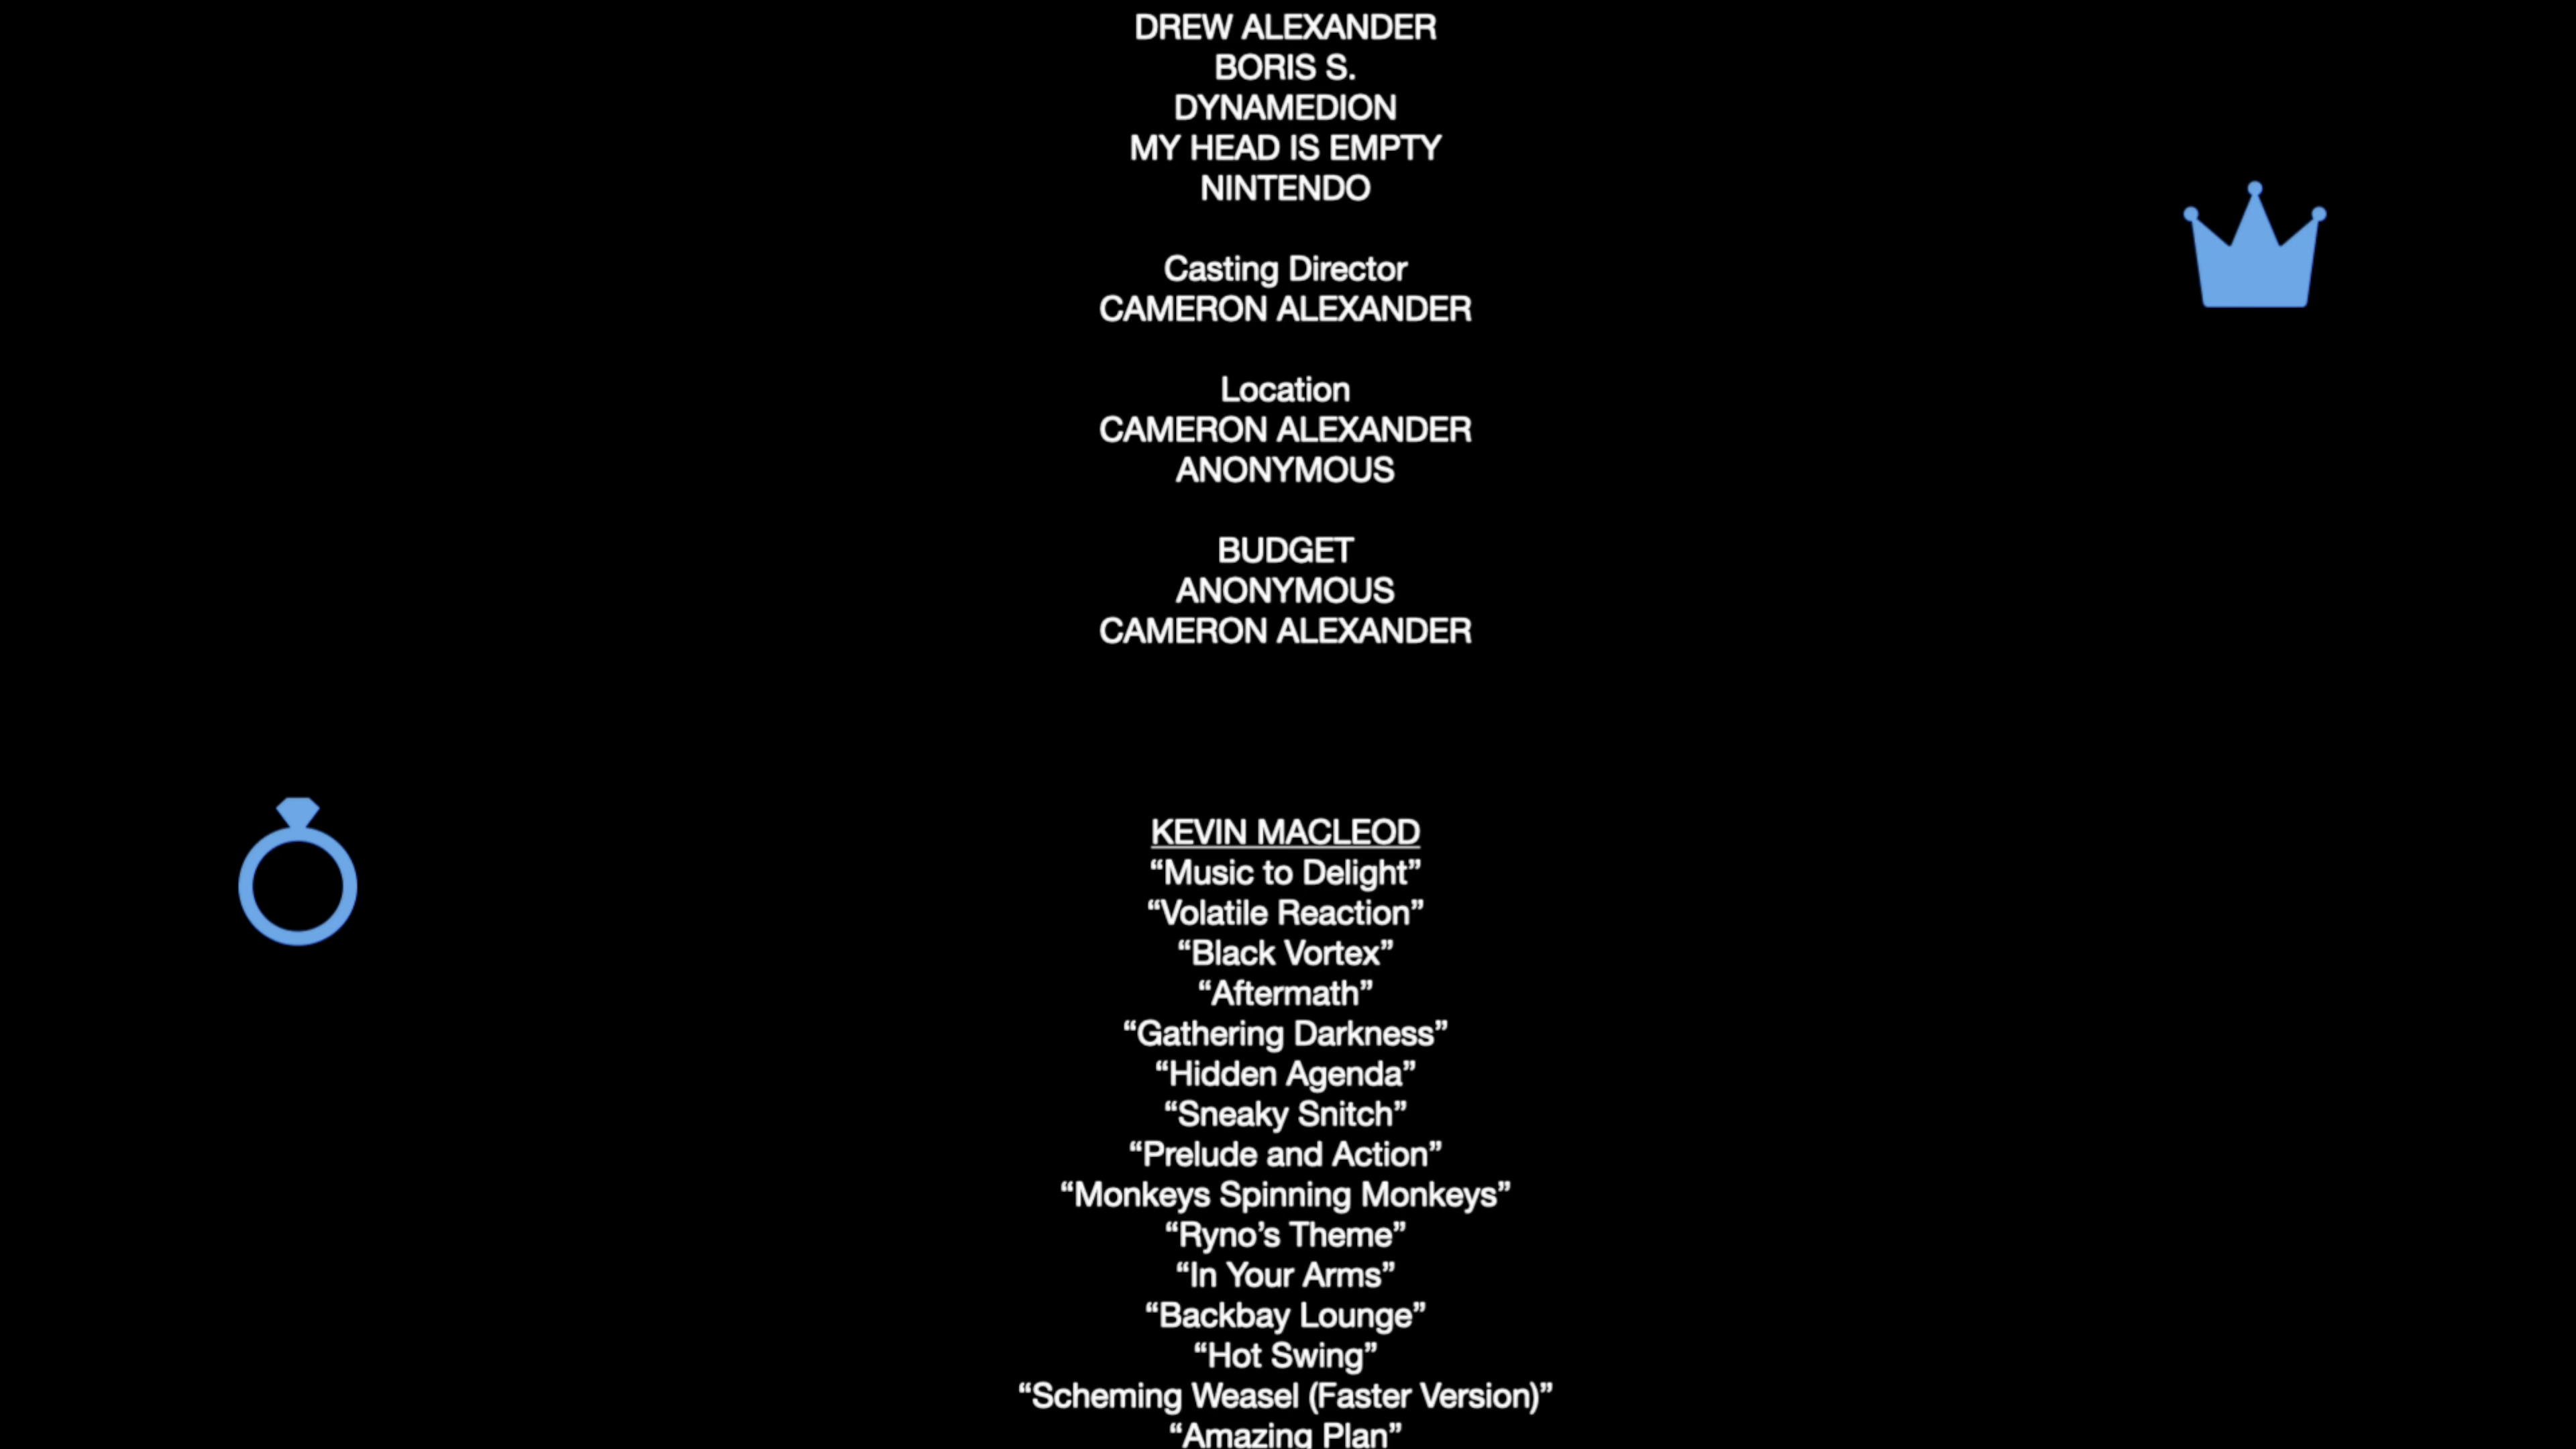 DREW ALEXANDER
BORIS S.
DYNAMEDION
MY HEAD IS EMPTY
NINTENDO
Casting Director
CAMERON ALEXANDER
Location
CAMERON ALEXANDER
ANONYMOUS
BUDGET
ANONYMOUS
CAMERON ALEXANDER
KEVIN MACLEOD
“Music to Delight”
“Volatile Reaction”
“Black Vortex”
“Aftermath”
“Gathering Darkness”
“Hidden Agenda”
“Sneaky Snitch”
“Prelude and Action”
“Monkeys Spinning Monkeys”
“Ryno’s Theme”
“In Your Arms”
“Backbay Lounge”
“Hot Swing”
“Scheming Weasel (Faster Version)”
“Amazing Plan”